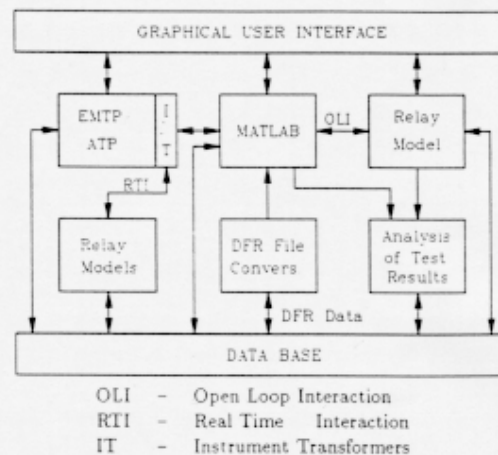 GRAPHICAL USER INTERFACE
EMTP
ATP
I
T
MATLAB
OLI
Relay
Model
RTI
Relay
Models
DFR File
Convers
Analysis
of Test
Results
DFR Data
DATA BASE
OLI – Open Loop Interaction
RTI – Real Time Interaction
IT – Instrument Transformers